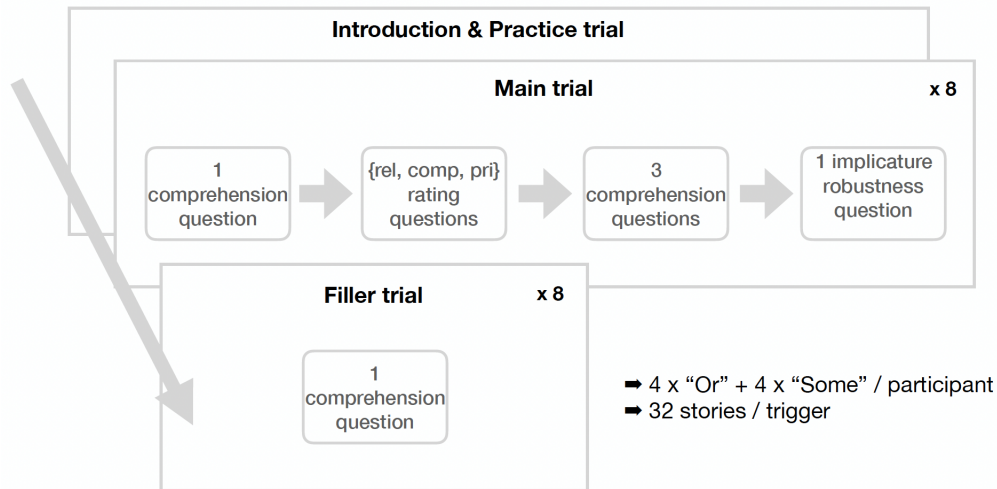 Introduction & Practice trial
Main trial
x 8
1
comprehension
question
{rel, comp, pri}
rating
questions
3
comprehension
questions
1 implicature
robustness
question
Filler trial
x 8
1
comprehension
question
➡ 4 x “Or” + 4 x “Some” / participant
➡ 32 stories / trigger